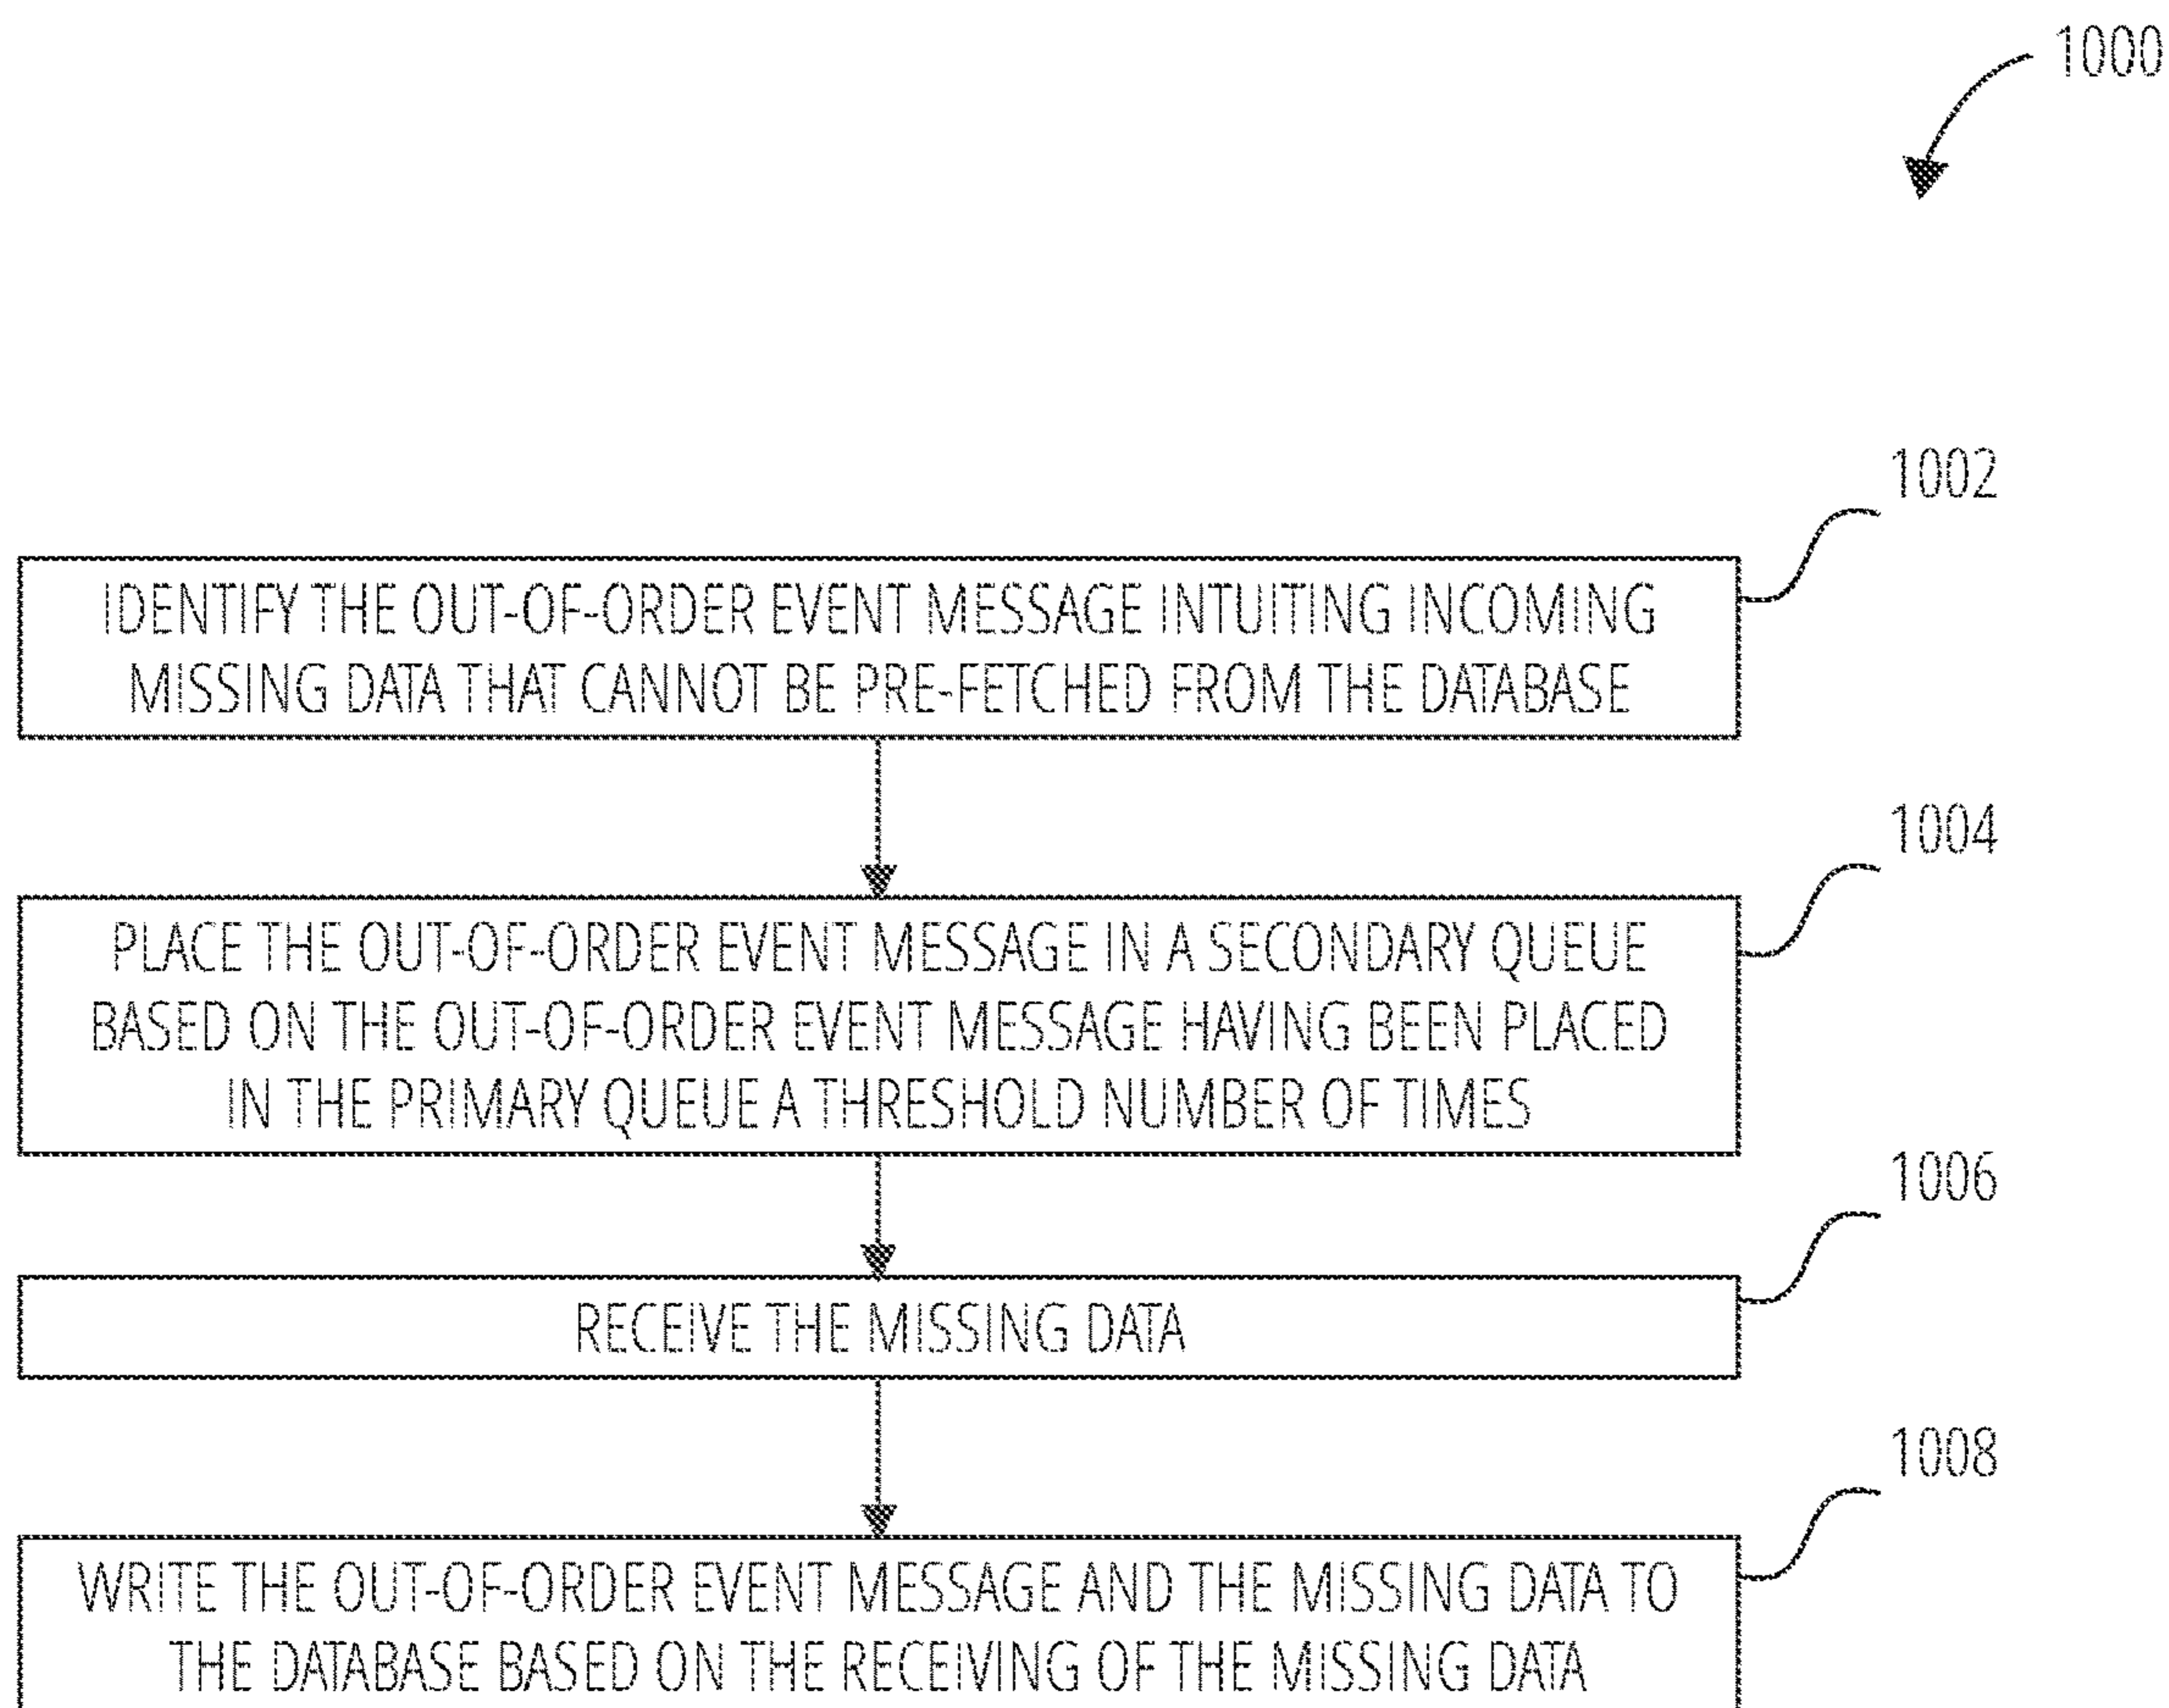 1000
1002
IDENTIFY THE OUT-OF-ORDER EVENT MESSAGE INTUITING INCOMING
MISSING DATA THAT CANNOT BE PRE-FETCHED FROM THE DATABASE
1004
PLACE THE OUT-OF-ORDER EVENT MESSAGE IN A SECONDARY QUEUE
BASED ON THE OUT-OF-ORDER EVENT MESSAGE HAVING BEEN PLACED
IN THE PRIMARY QUEUE A THRESHOLD NUMBER OF TIMES
1006
RECEIVE THE MISSING DATA
1008
WRITE THE OUT-OF-ORDER EVENT MESSAGE AND THE MISSING DATA TO
THE DATABASE BASED ON THE RECEIVING OF THE MISSING DATA